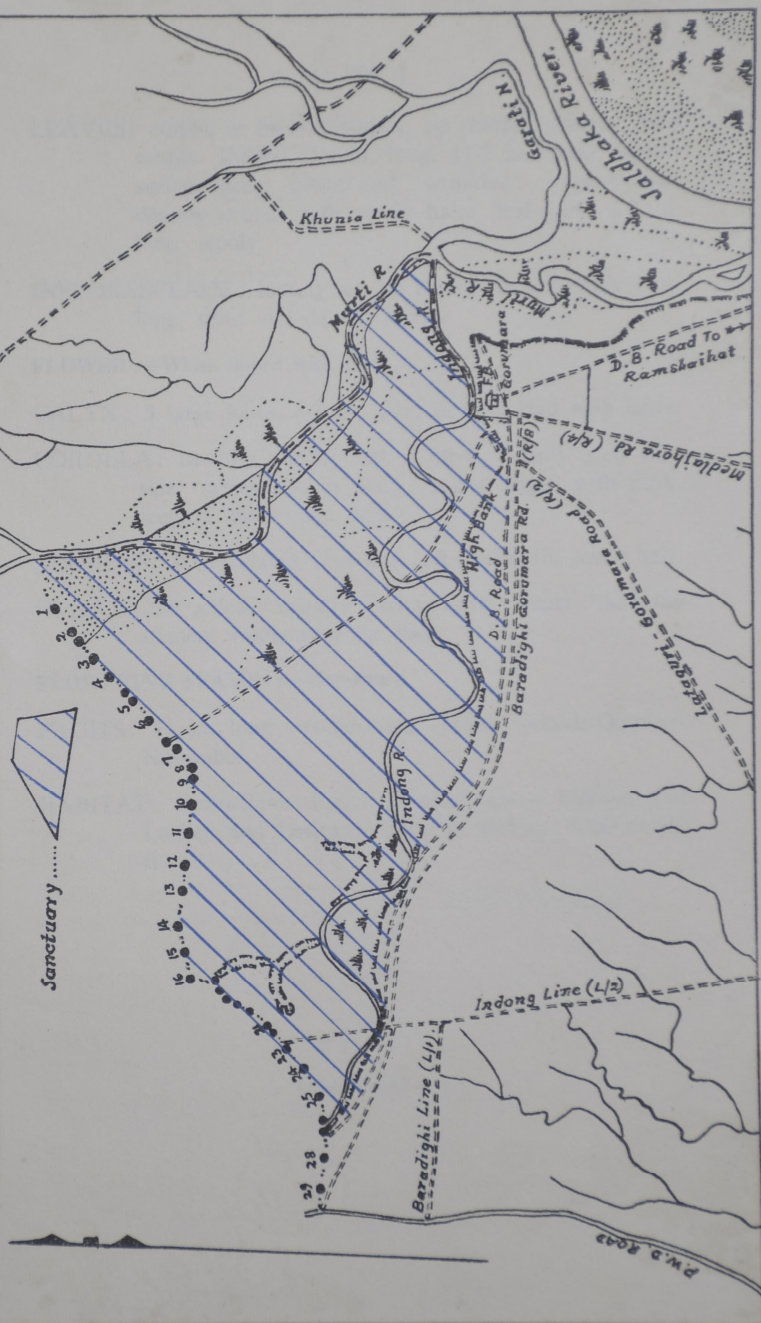 Jaldhaka River.
Garati N.
Khunia Line
Murti R.
Murti R.
Indong R.
F.B.
Gorumara
D.B. Road To
Ramshaihat
Medlajhora Rd. (R/4)
(R/B)
Lataguri-Gorumara Road (R/2)
High Bank
D.B. Road
Baradighi Gorumara Rd.
Indong R.
Sanctuary......
1
2
3
4
5
6
7
8
9
10
11
12
13
14
15
16
23
24
25
28
29
Indong Line (L/2)
Baradighi Line (L/1).
P.W.D. ROAD